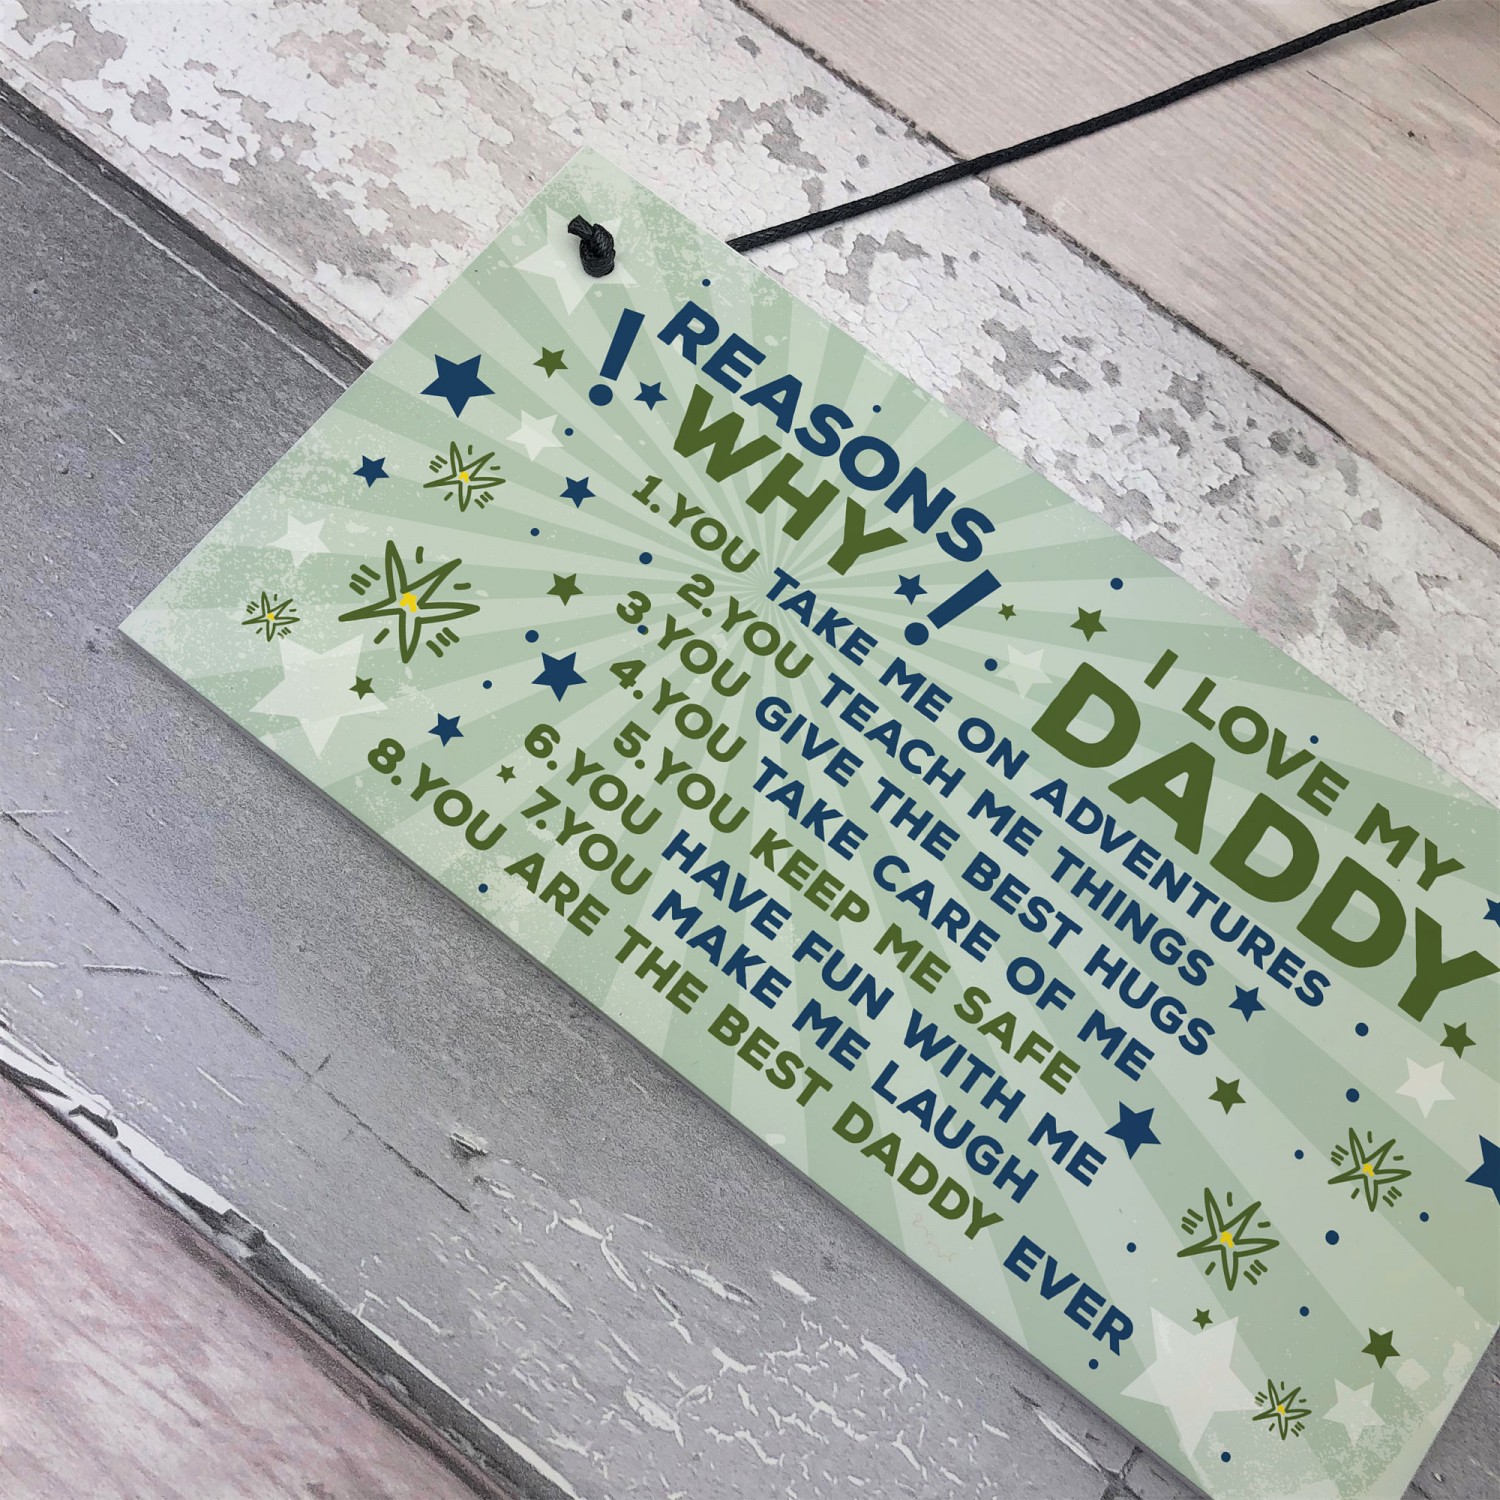 ! REASONS !
WHY
I LOVE MY
DADDY
1.YOU TAKE ME ON ADVENTURES
2.YOU TEACH ME THINGS
3.YOU GIVE THE BEST HUGS
4.YOU TAKE CARE OF ME
5.YOU KEEP ME SAFE
6.YOU HAVE FUN WITH ME
7.YOU MAKE ME LAUGH
8.YOU ARE THE BEST DADDY EVER